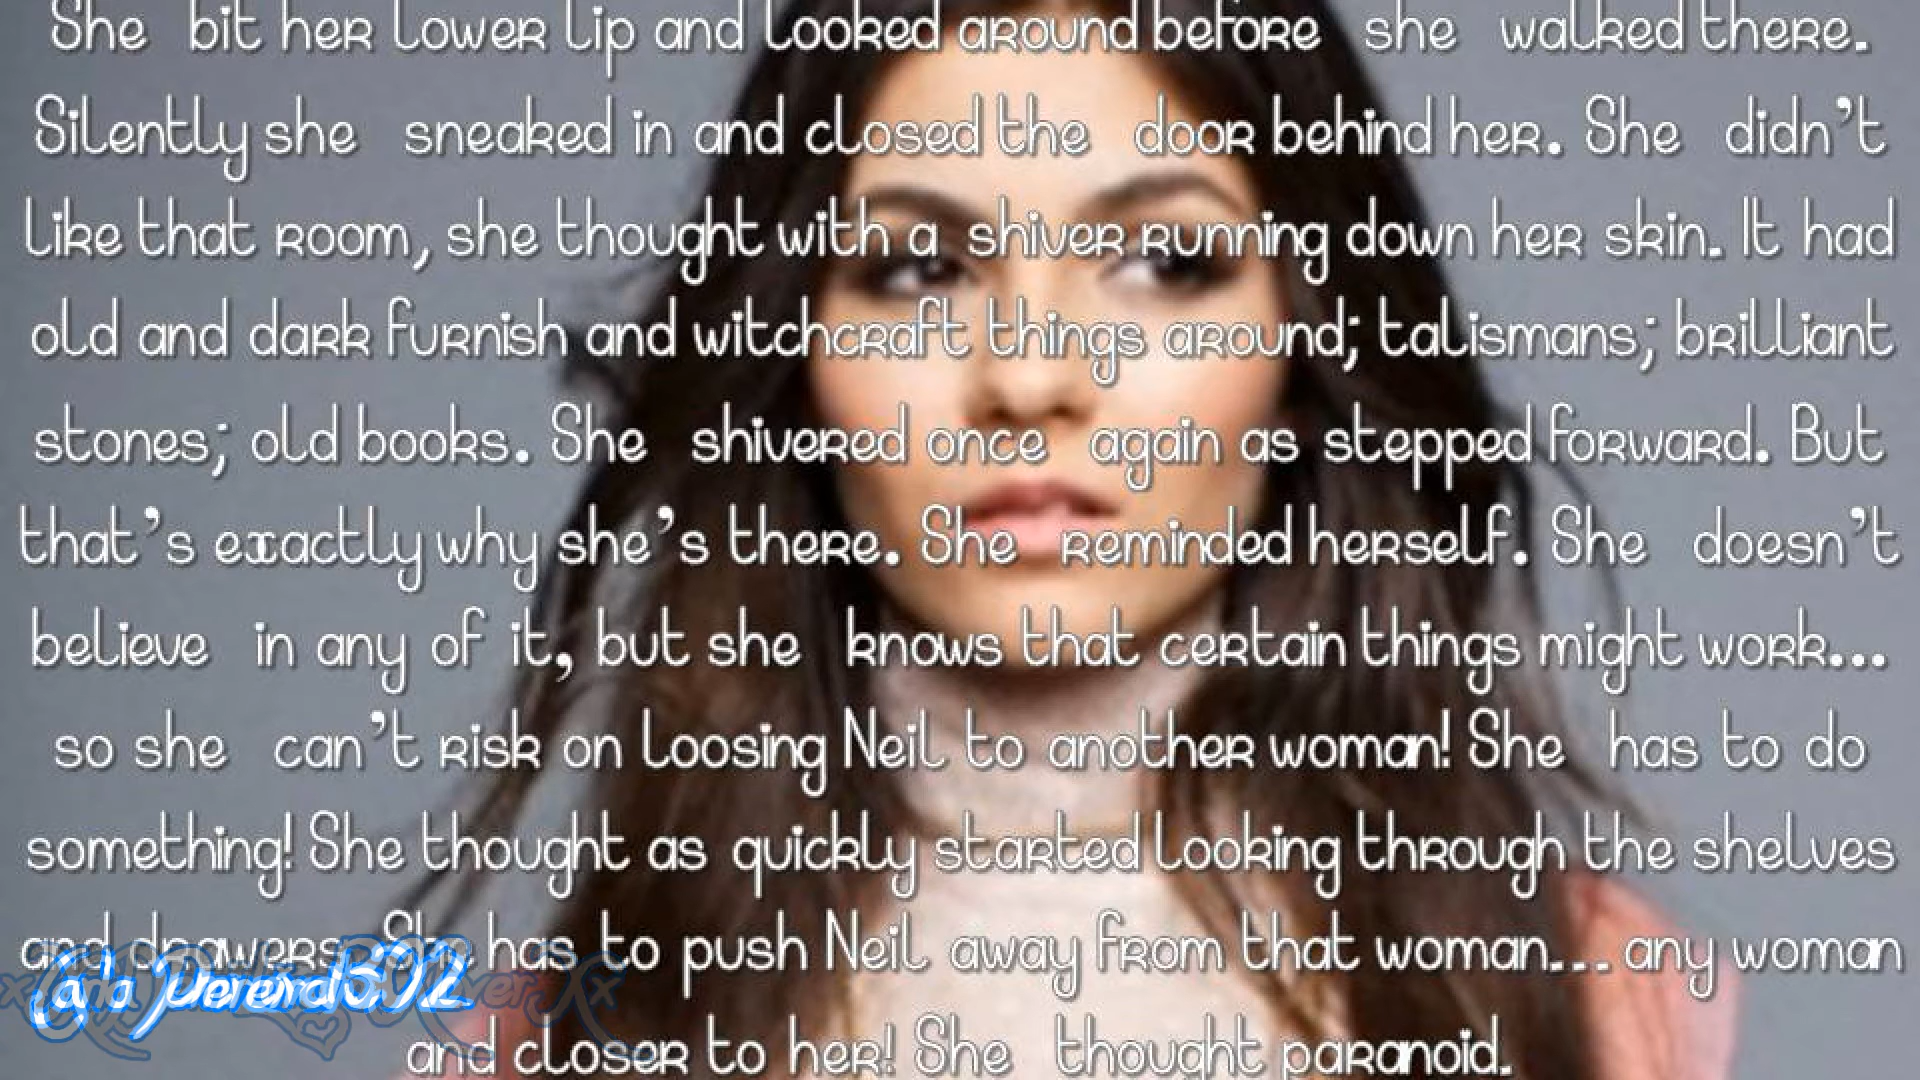 She bit her lower lip and looked around before she walked there.
Silently she sneaked in and closed the door behind her. She didn't
like that room, she thought with a shiver running down her skin. It had
old and dark furnish and witchcraft things around; talismans; brilliant
stones; old books. She shivered once again as stepped forward. But
that's exactly why she's there. She reminded herself. She doesn't
believe in any of it, but she knows that certain things might work...
so she can't risk on loosing Neil to another woman! She has to do
something! She thought as quickly started looking through the shelves
and drawers. She has to push Neil away from that woman... any woman
and closer to her! She thought paranoid.